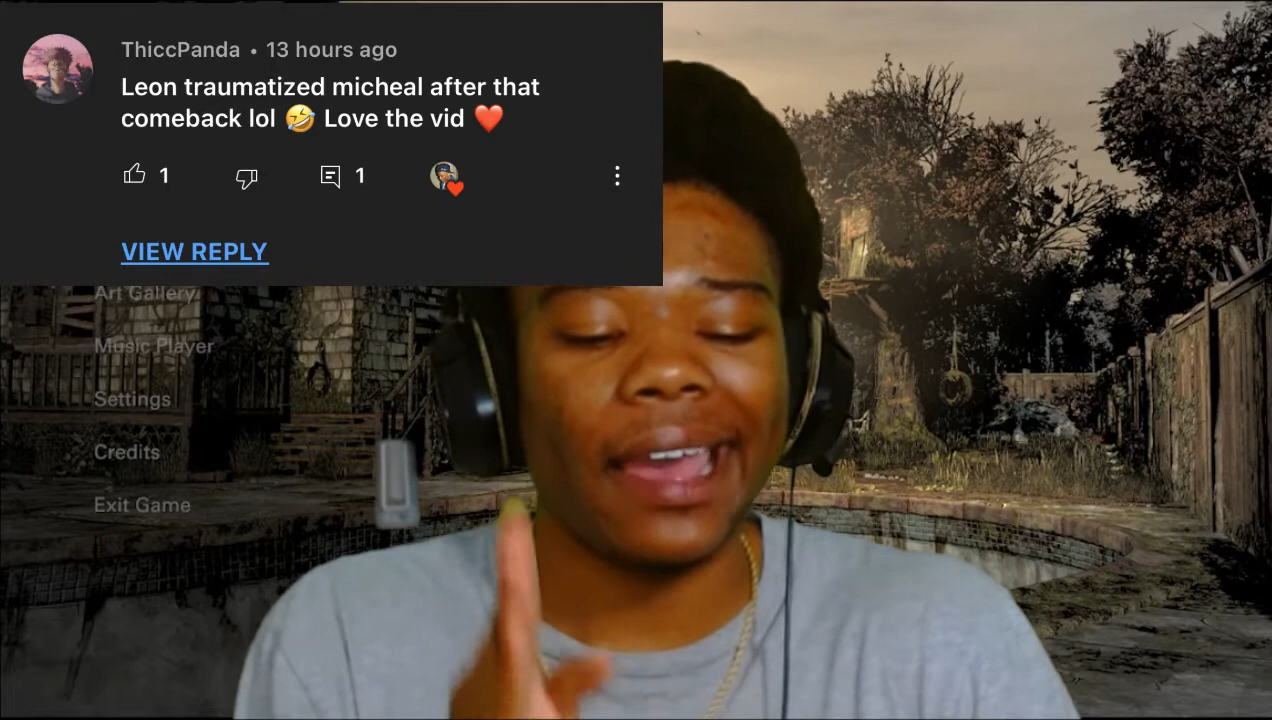 ThiccPanda • 13 hours ago
Leon traumatized micheal after that
comeback lol 🤣 Love the vid ❤️
1 1
VIEW REPLY
Art Gallery
Music Player
Settings
Credits
Exit Game